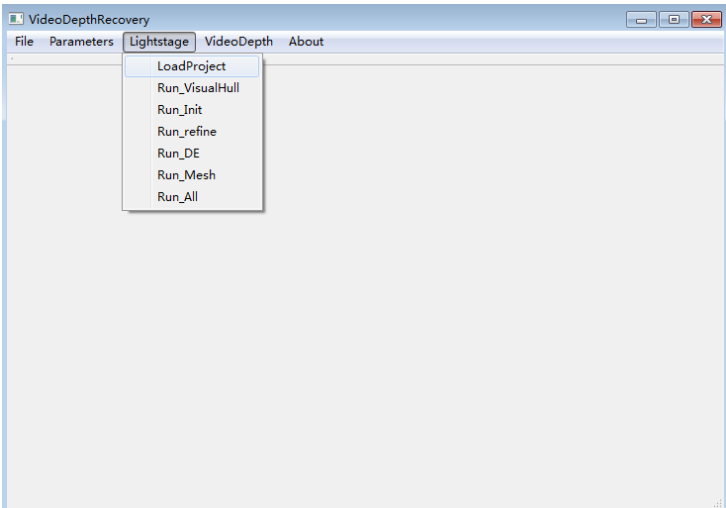 VideoDepthRecovery
File Parameters Lightstage VideoDepth About
LoadProject
Run_VisualHull
Run_Init
Run_refine
Run_DE
Run_Mesh
Run_All